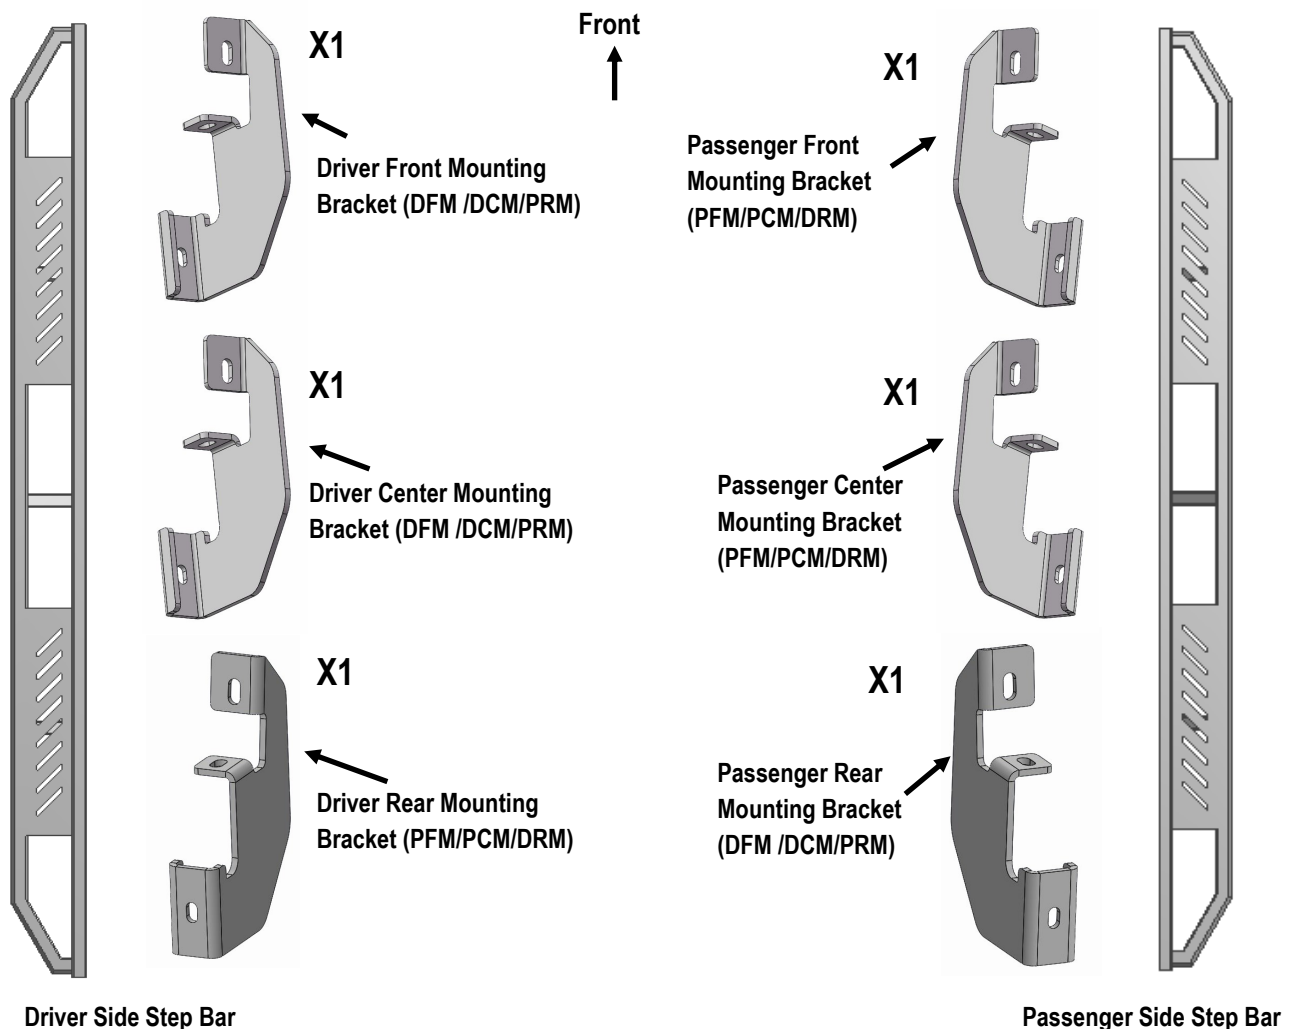 Front
X1
Driver Front Mounting
Bracket (DFM /DCM/PRM)
X1
Passenger Front
Mounting Bracket
(PFM/PCM/DRM)
X1
Driver Center Mounting
Bracket (DFM /DCM/PRM)
X1
Passenger Center
Mounting Bracket
(PFM/PCM/DRM)
X1
Driver Rear Mounting
Bracket (PFM/PCM/DRM)
X1
Passenger Rear
Mounting Bracket
(DFM /DCM/PRM)
Driver Side Step Bar
Passenger Side Step Bar